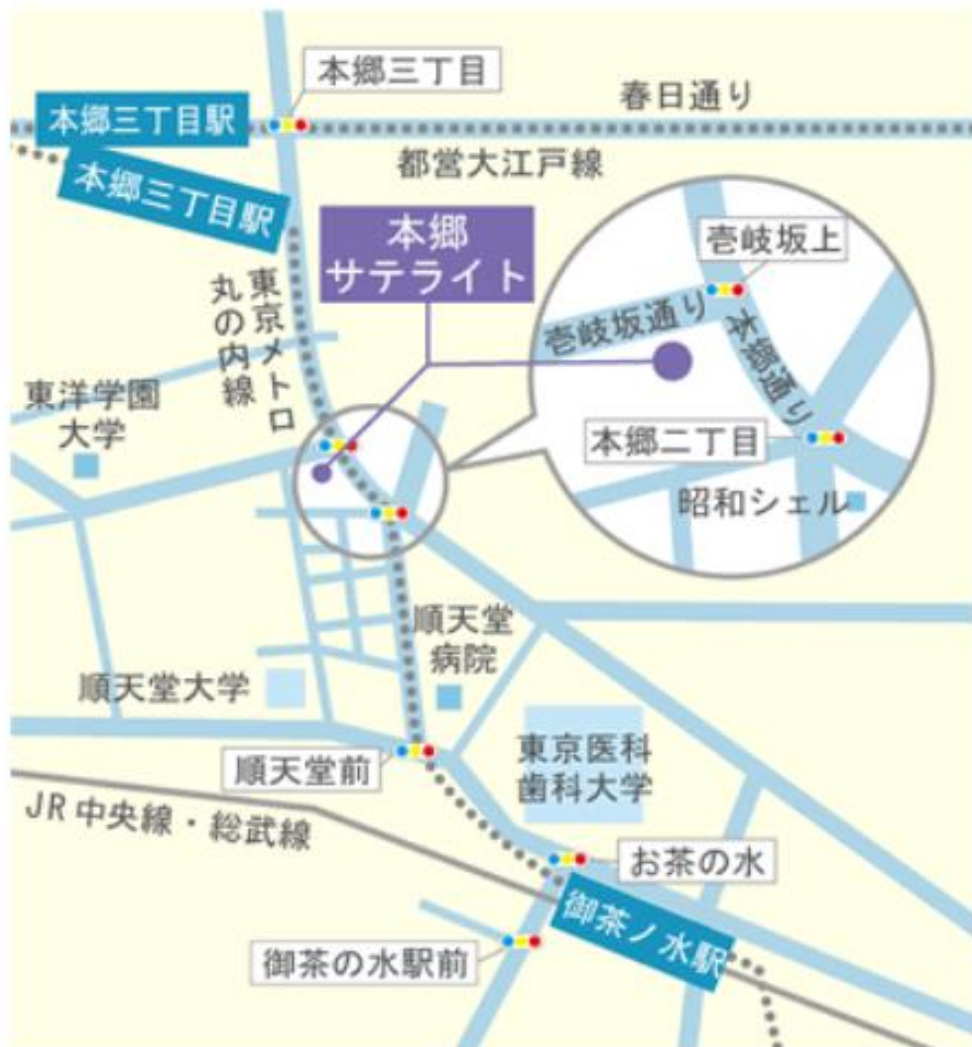 本郷三丁目
春日通り
本郷三丁目駅
都営大江戸線
本郷三丁目駅
本郷
サテライト
壱岐坂上
東京メトロ
丸の内線
壱岐坂通り
本郷通り
東洋学園
大学
本郷二丁目
昭和シェル
順天堂
病院
順天堂大学
東京医科
歯科大学
順天堂前
JR中央線・総武線
お茶の水
御茶ノ水駅
御茶の水駅前